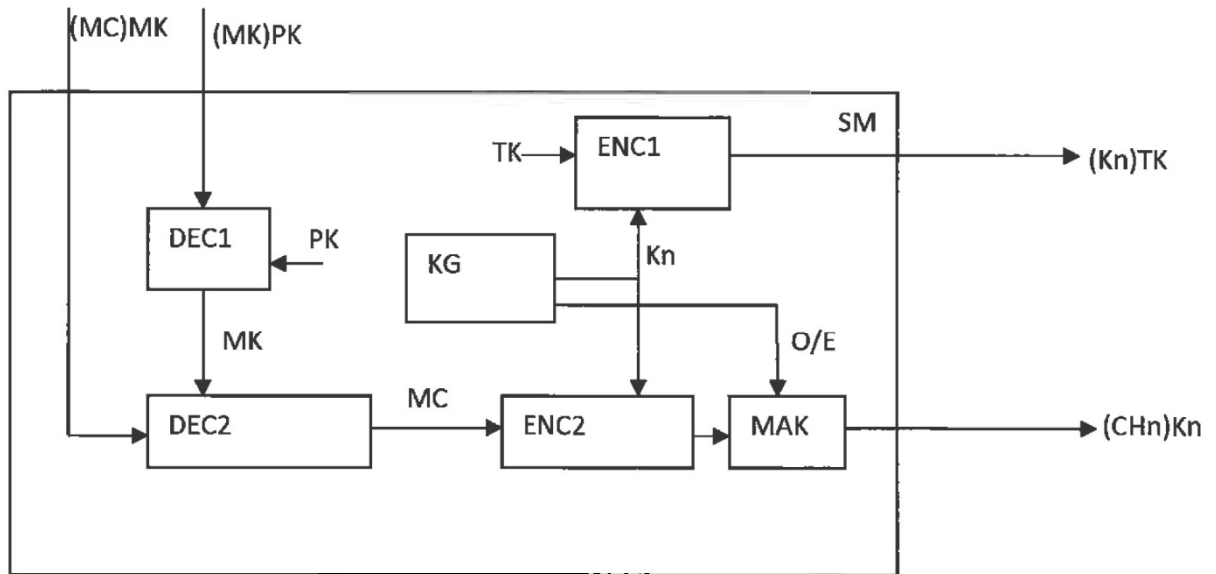 (MC)MK
(MK)PK
SM
TK
ENC1
(Kn)TK
DEC1
PK
KG
Kn
MK
O/E
MC
DEC2
ENC2
MAK
(CHn)Kn